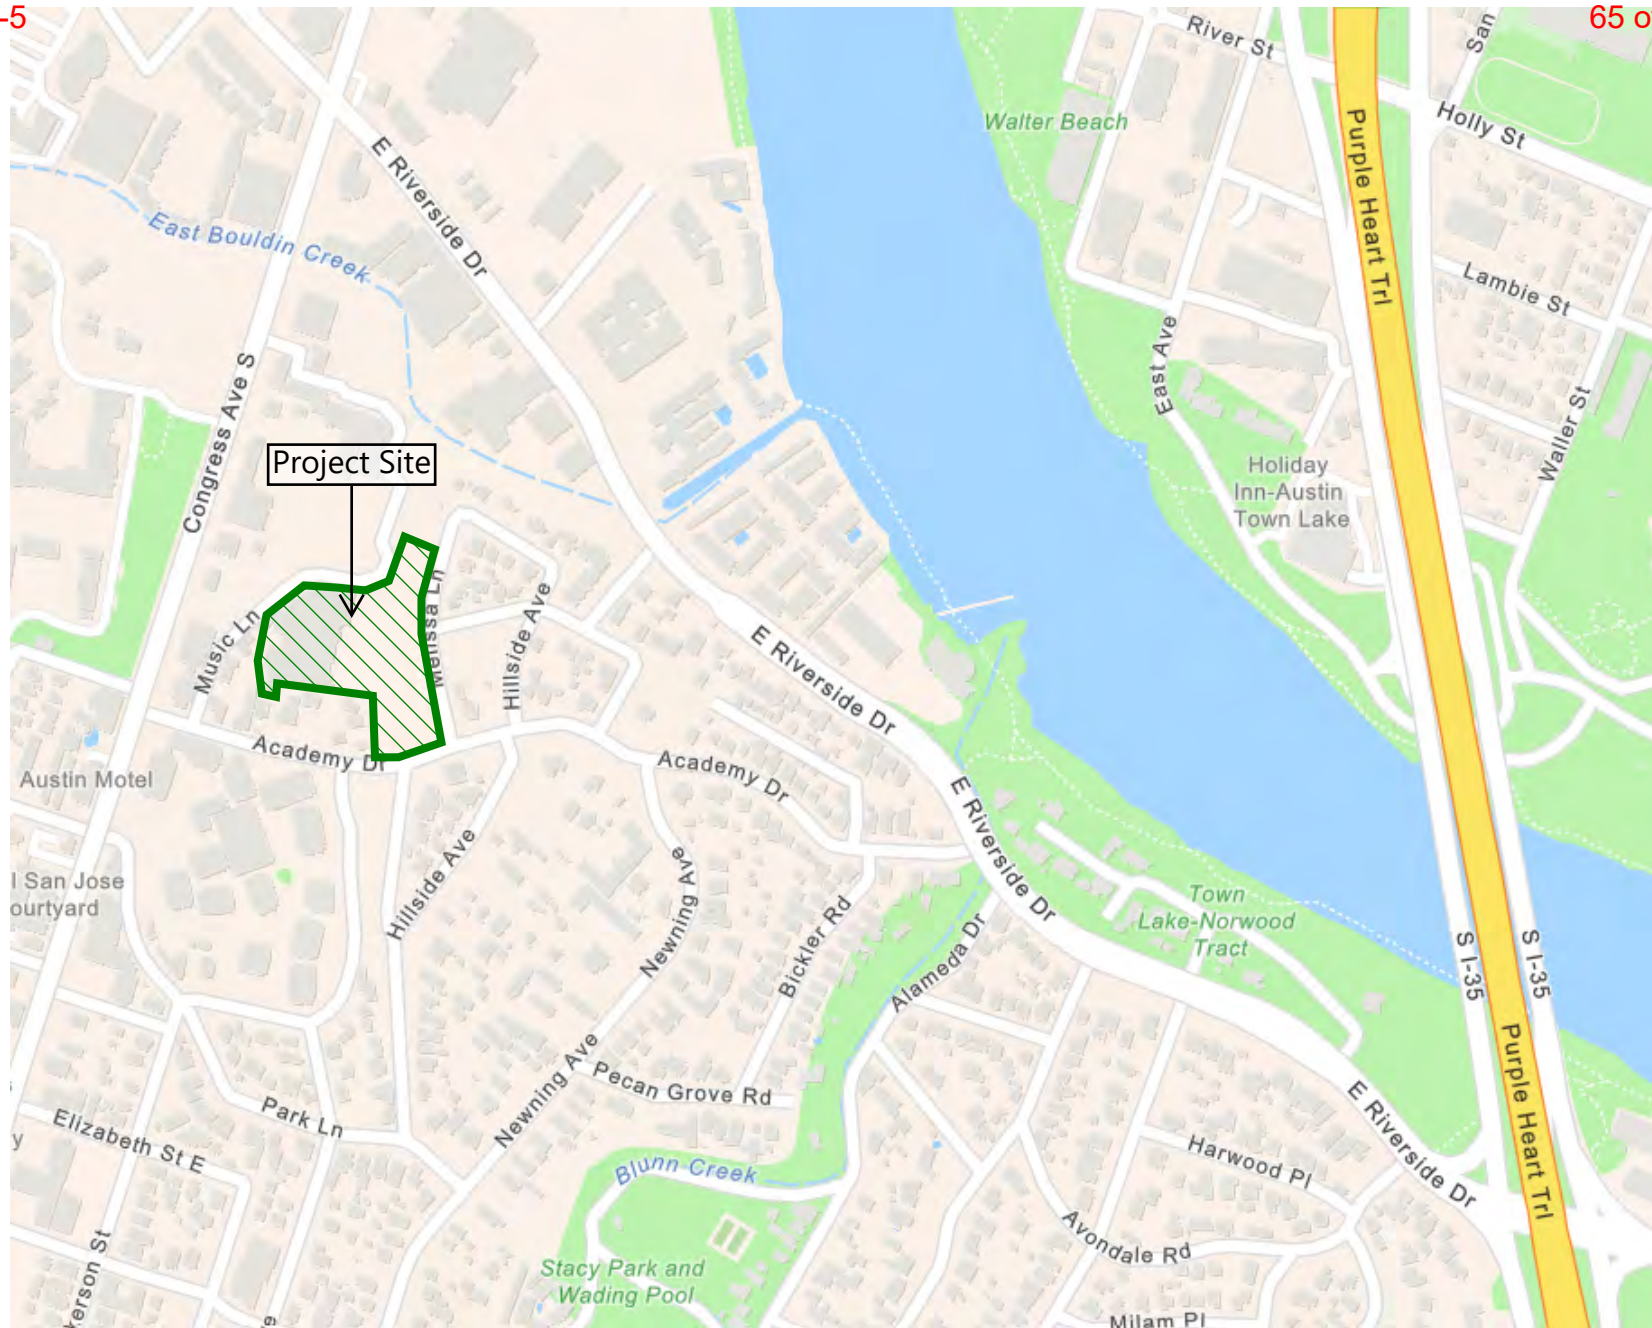 -5
65 o
River St
San
Holly St
Walter Beach
Purple Heart Trl
E Riverside Dr
East Bouldin Creek
Lambie St
East Ave
Congress Ave S
Waller St
Project Site
Holiday
Inn-Austin
Town Lake
Music Ln
Hillside Ave
E Riverside Dr
Academy Dr
Austin Motel
Academy Dr
E Riverside Dr
Hillside Ave
Newning Ave
l San Jose
ourtyard
Bickler Rd
Alameda Dr
Town
Lake-Norwood
Tract
S I-35
S I-35
Purple Heart Trl
Newning Ave
Pecan Grove Rd
Park Ln
Elizabeth St E
y
E Riverside Dr
Harwood Pl
Blunn Creek
Avondale Rd
Stacy Park and
Wading Pool
kerson St
e
Milam Pl